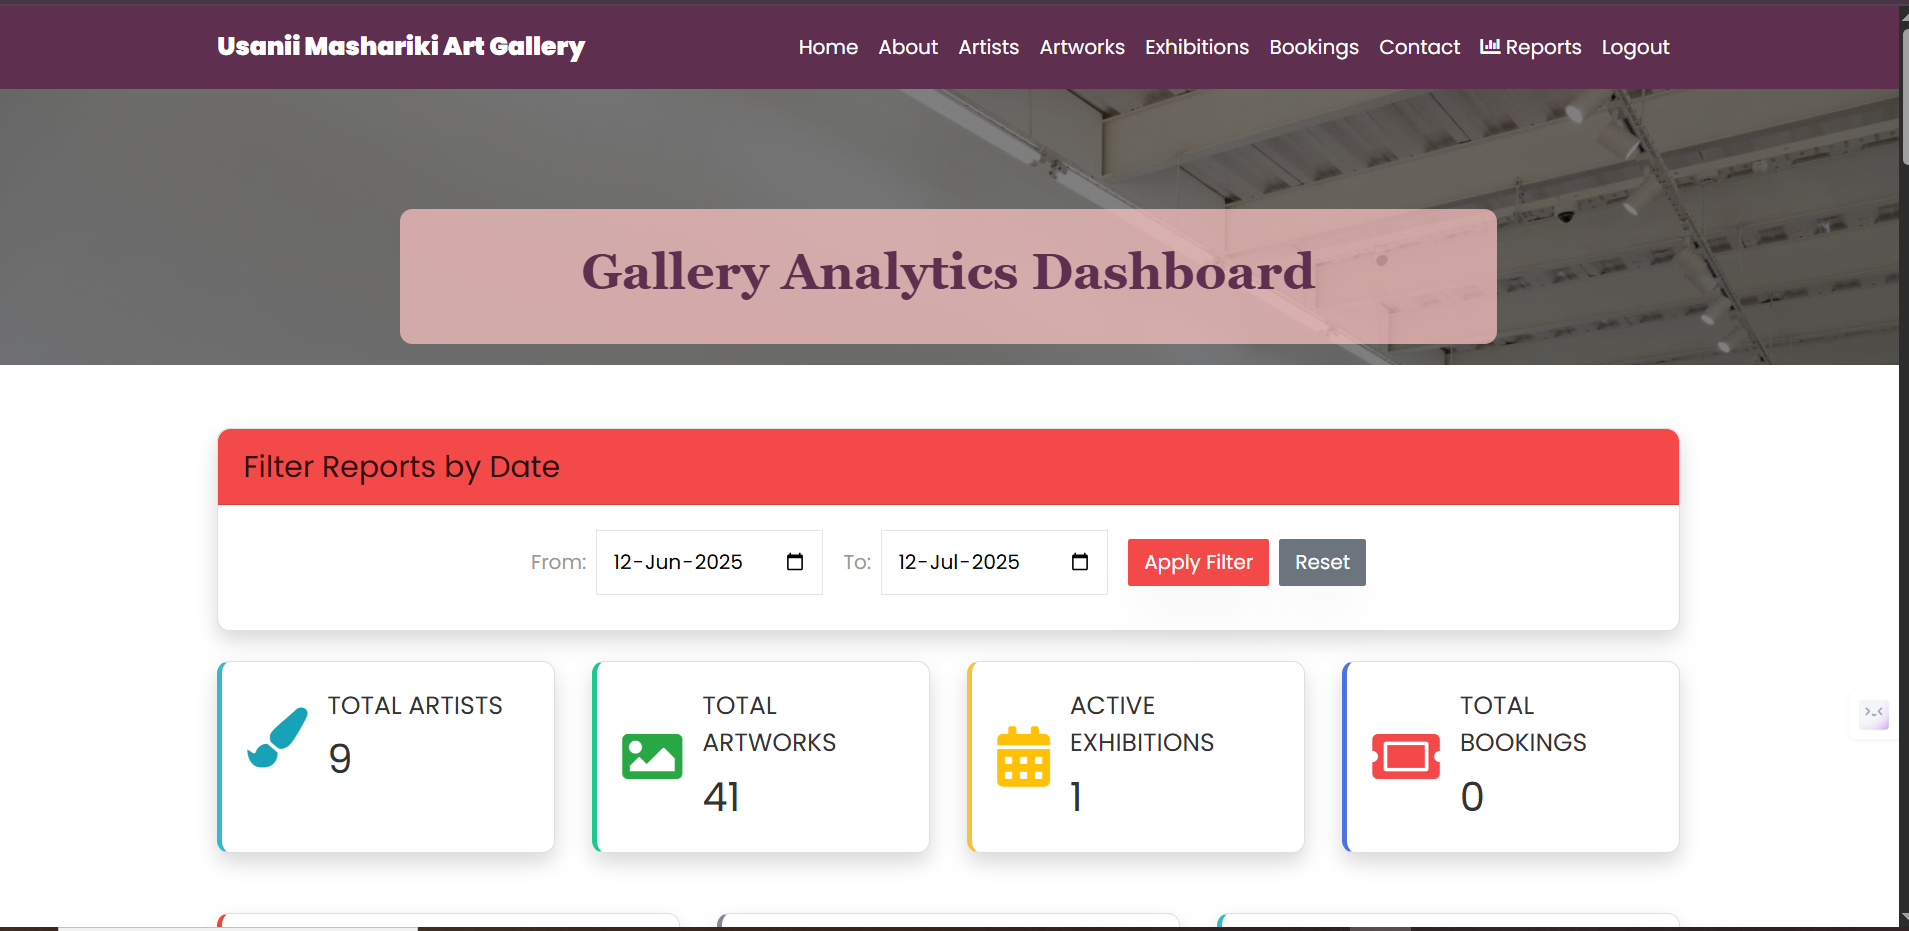 Usanii Mashariki Art Gallery
Home About Artists Artworks Exhibitions Bookings Contact Reports Logout
Gallery Analytics Dashboard
Filter Reports by Date
From: 12-Jun-2025 To: 12-Jul-2025 Apply Filter Reset
TOTAL ARTISTS
9
TOTAL
ARTWORKS
41
ACTIVE
EXHIBITIONS
1
TOTAL
BOOKINGS
0